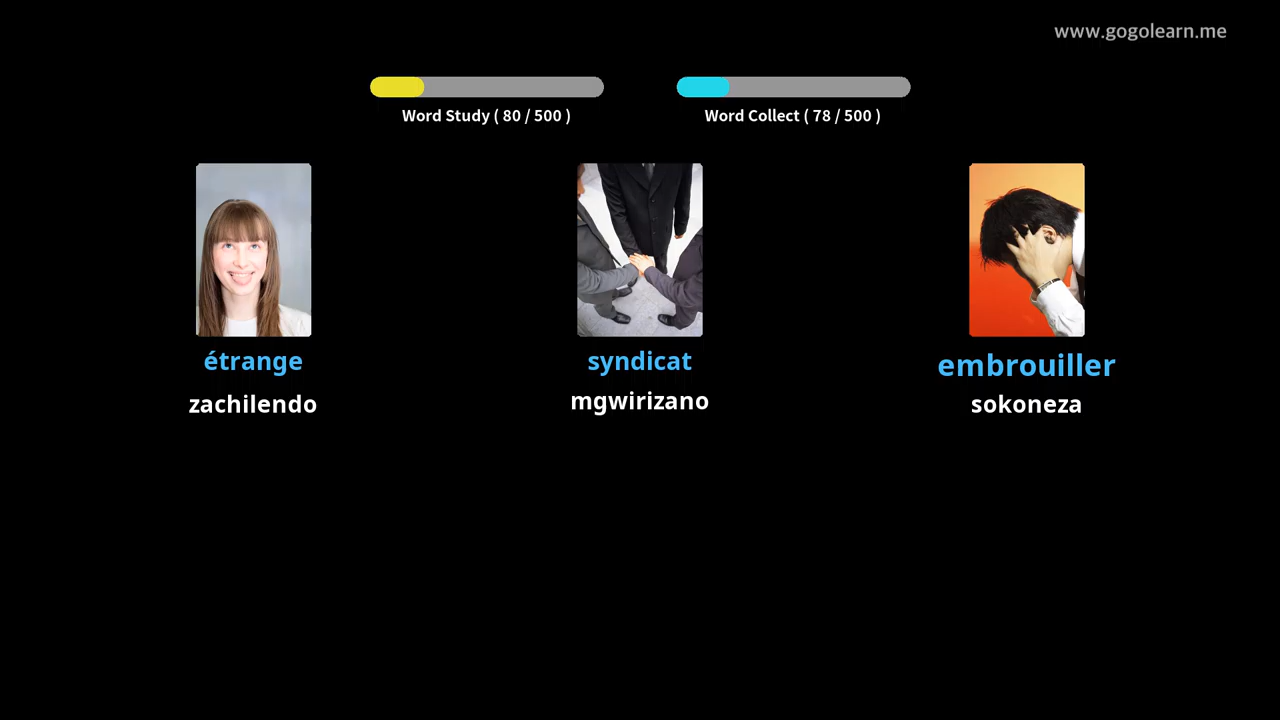 www.gogolearn.me
Word Study ( 80 / 500 )
Word Collect ( 78 / 500 )
étrange
zachilendo
syndicat
mgwirizano
embrouiller
sokoneza